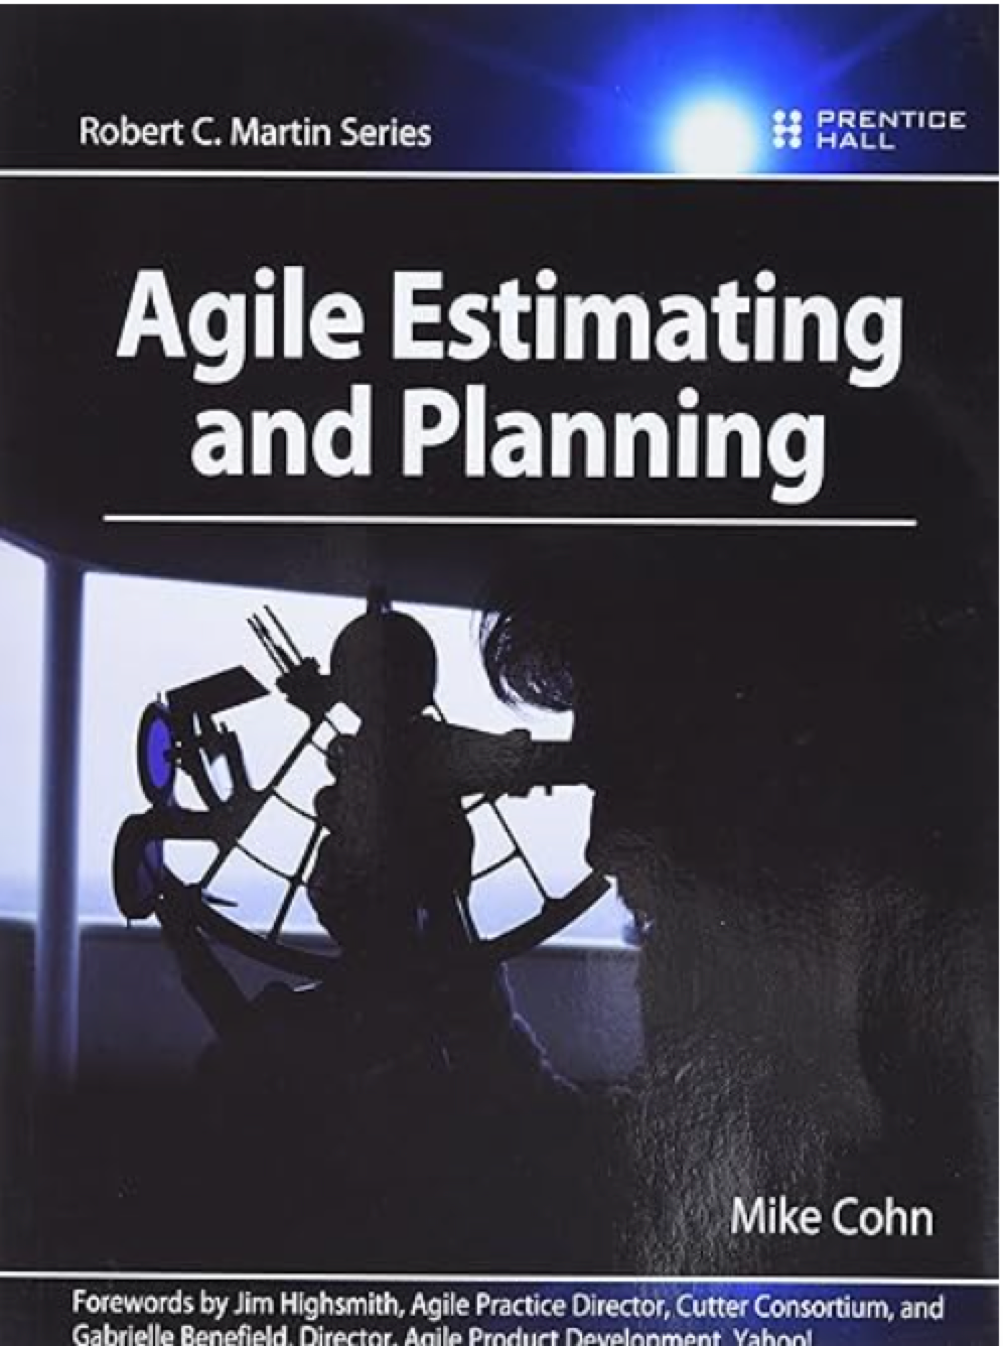 Robert C. Martin Series
PRENTICE
HALL
Agile Estimating
and Planning
Mike Cohn
Forewords by Jim Highsmith, Agile Practice Director, Cutter Consortium, and
Gabrielle Benefield, Director, Agile Product Development, Yahoo!